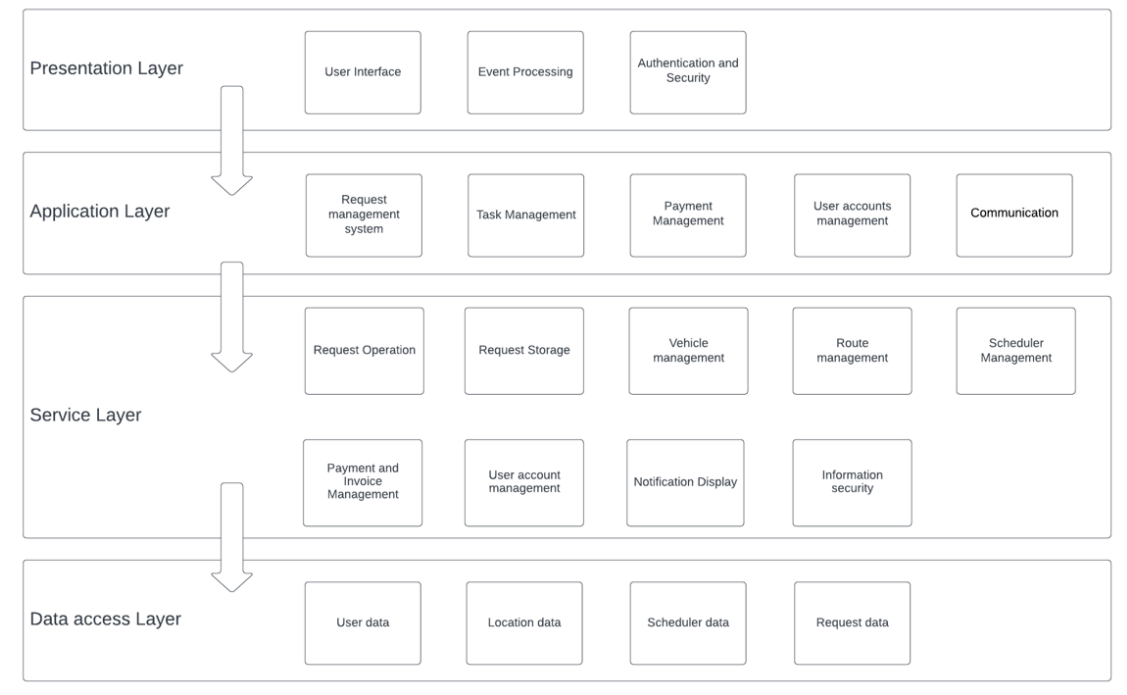 Presentation Layer
User Interface
Event Processing
Authentication and
Security
Application Layer
Request
management
system
Task Management
Payment
Management
User accounts
management
Communication
Service Layer
Request Operation
Request Storage
Vehicle
management
Route
management
Scheduler
Management
Payment and
Invoice
Management
User account
management
Notification Display
Information
security
Data access Layer
User data
Location data
Scheduler data
Request data